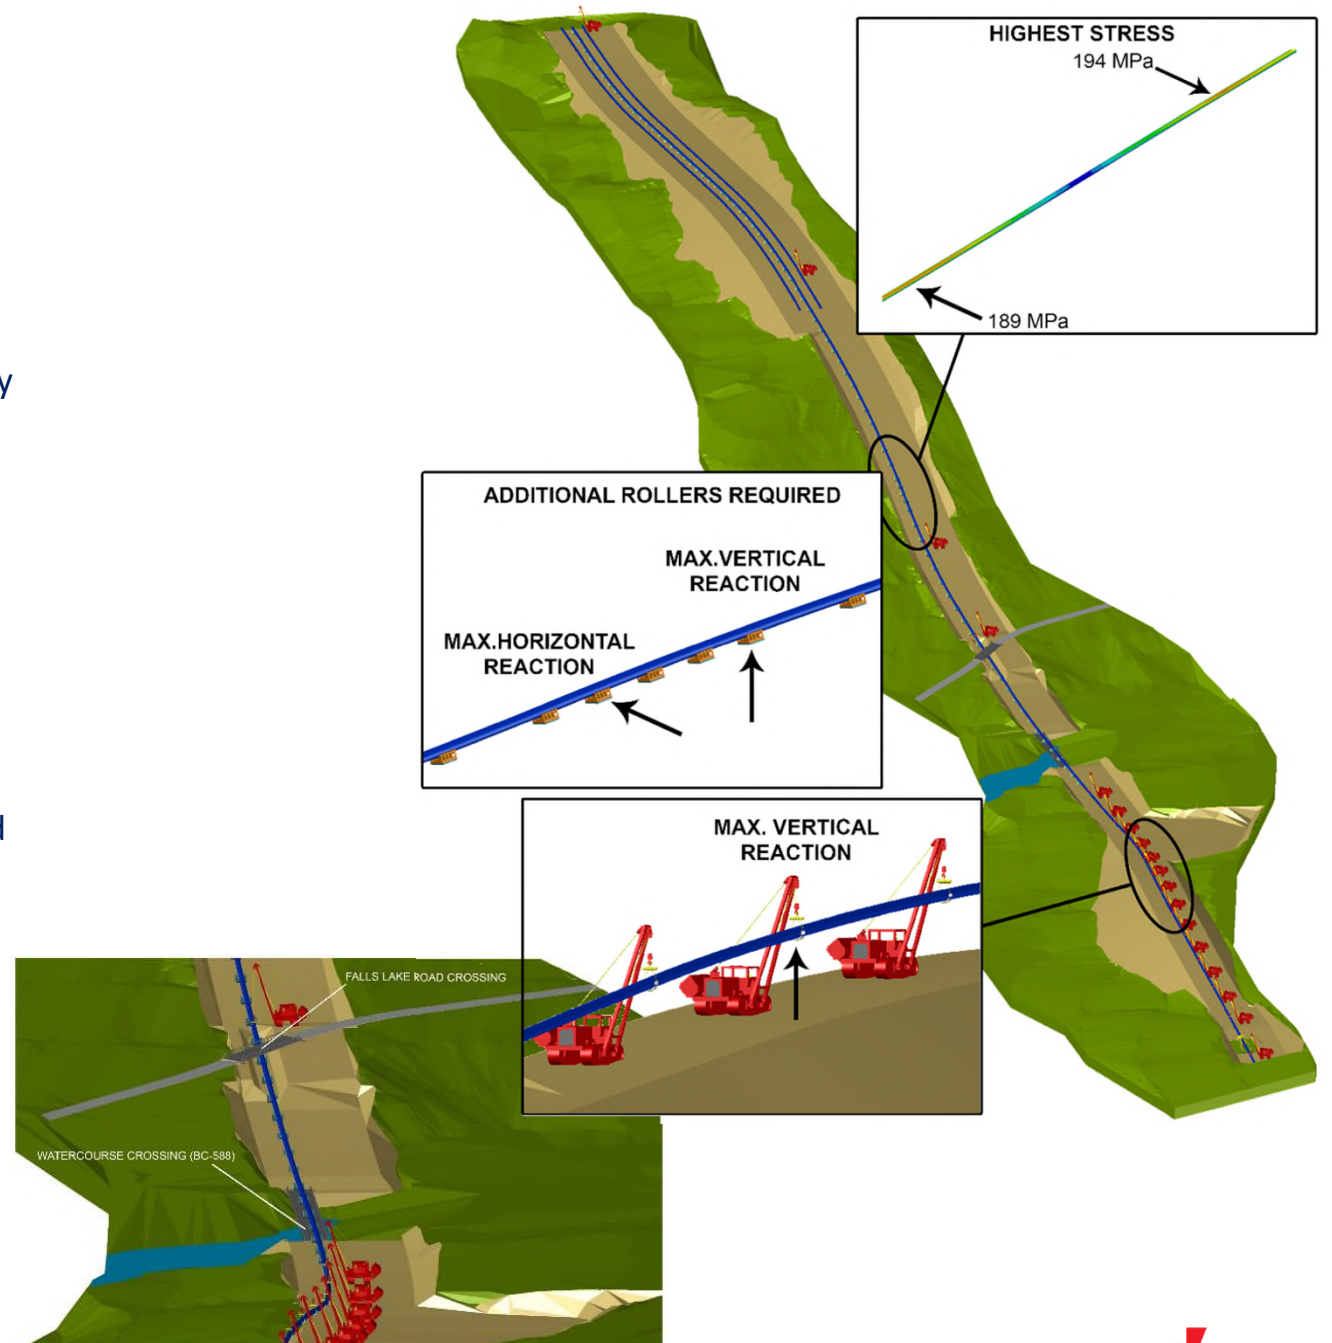 HIGHEST STRESS
194 MPa
189 MPa
y
ADDITIONAL ROLLERS REQUIRED
MAX.VERTICAL
REACTION
MAX.HORIZONTAL
REACTION
d
MAX. VERTICAL
REACTION
FALLS LAKE ROAD CROSSING
WATERCOURSE CROSSING (BC-588)